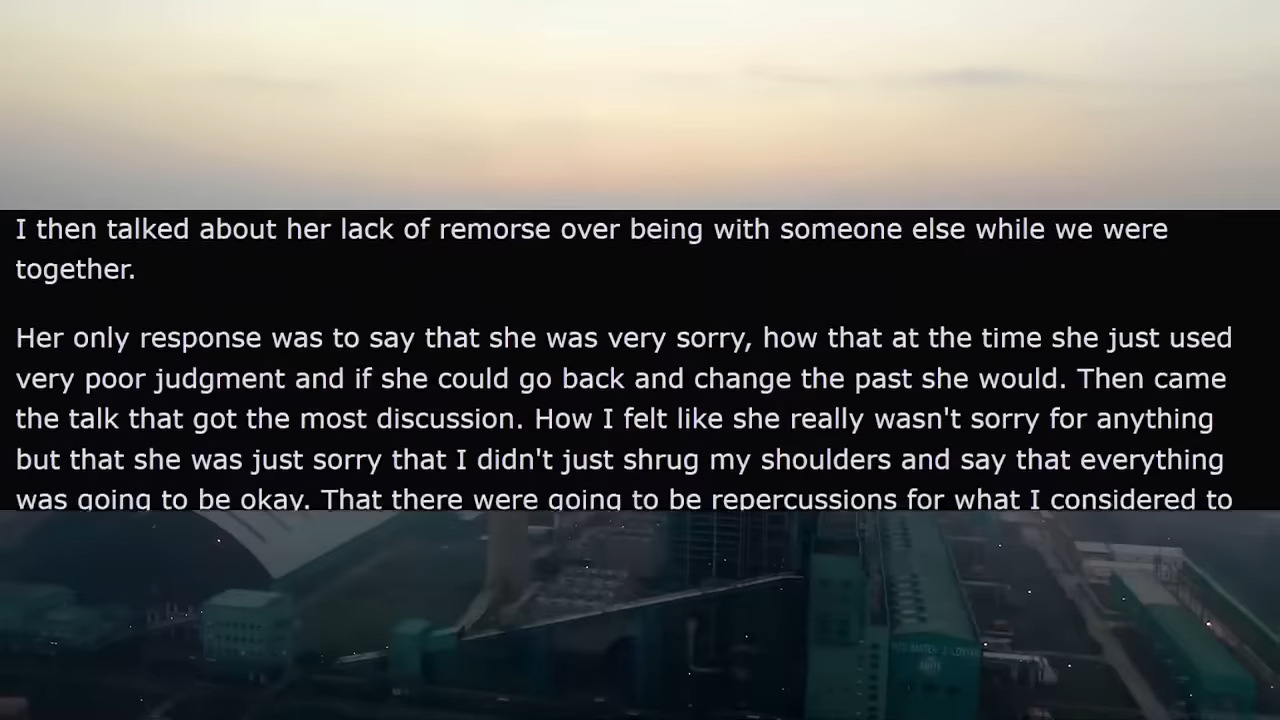 I then talked about her lack of remorse over being with someone else while we were
together.
Her only response was to say that she was very sorry, how that at the time she just used
very poor judgment and if she could go back and change the past she would. Then came
the talk that got the most discussion. How I felt like she really wasn't sorry for anything
but that she was just sorry that I didn't just shrug my shoulders and say that everything
was going to be okay. That there were going to be repercussions for what I considered to